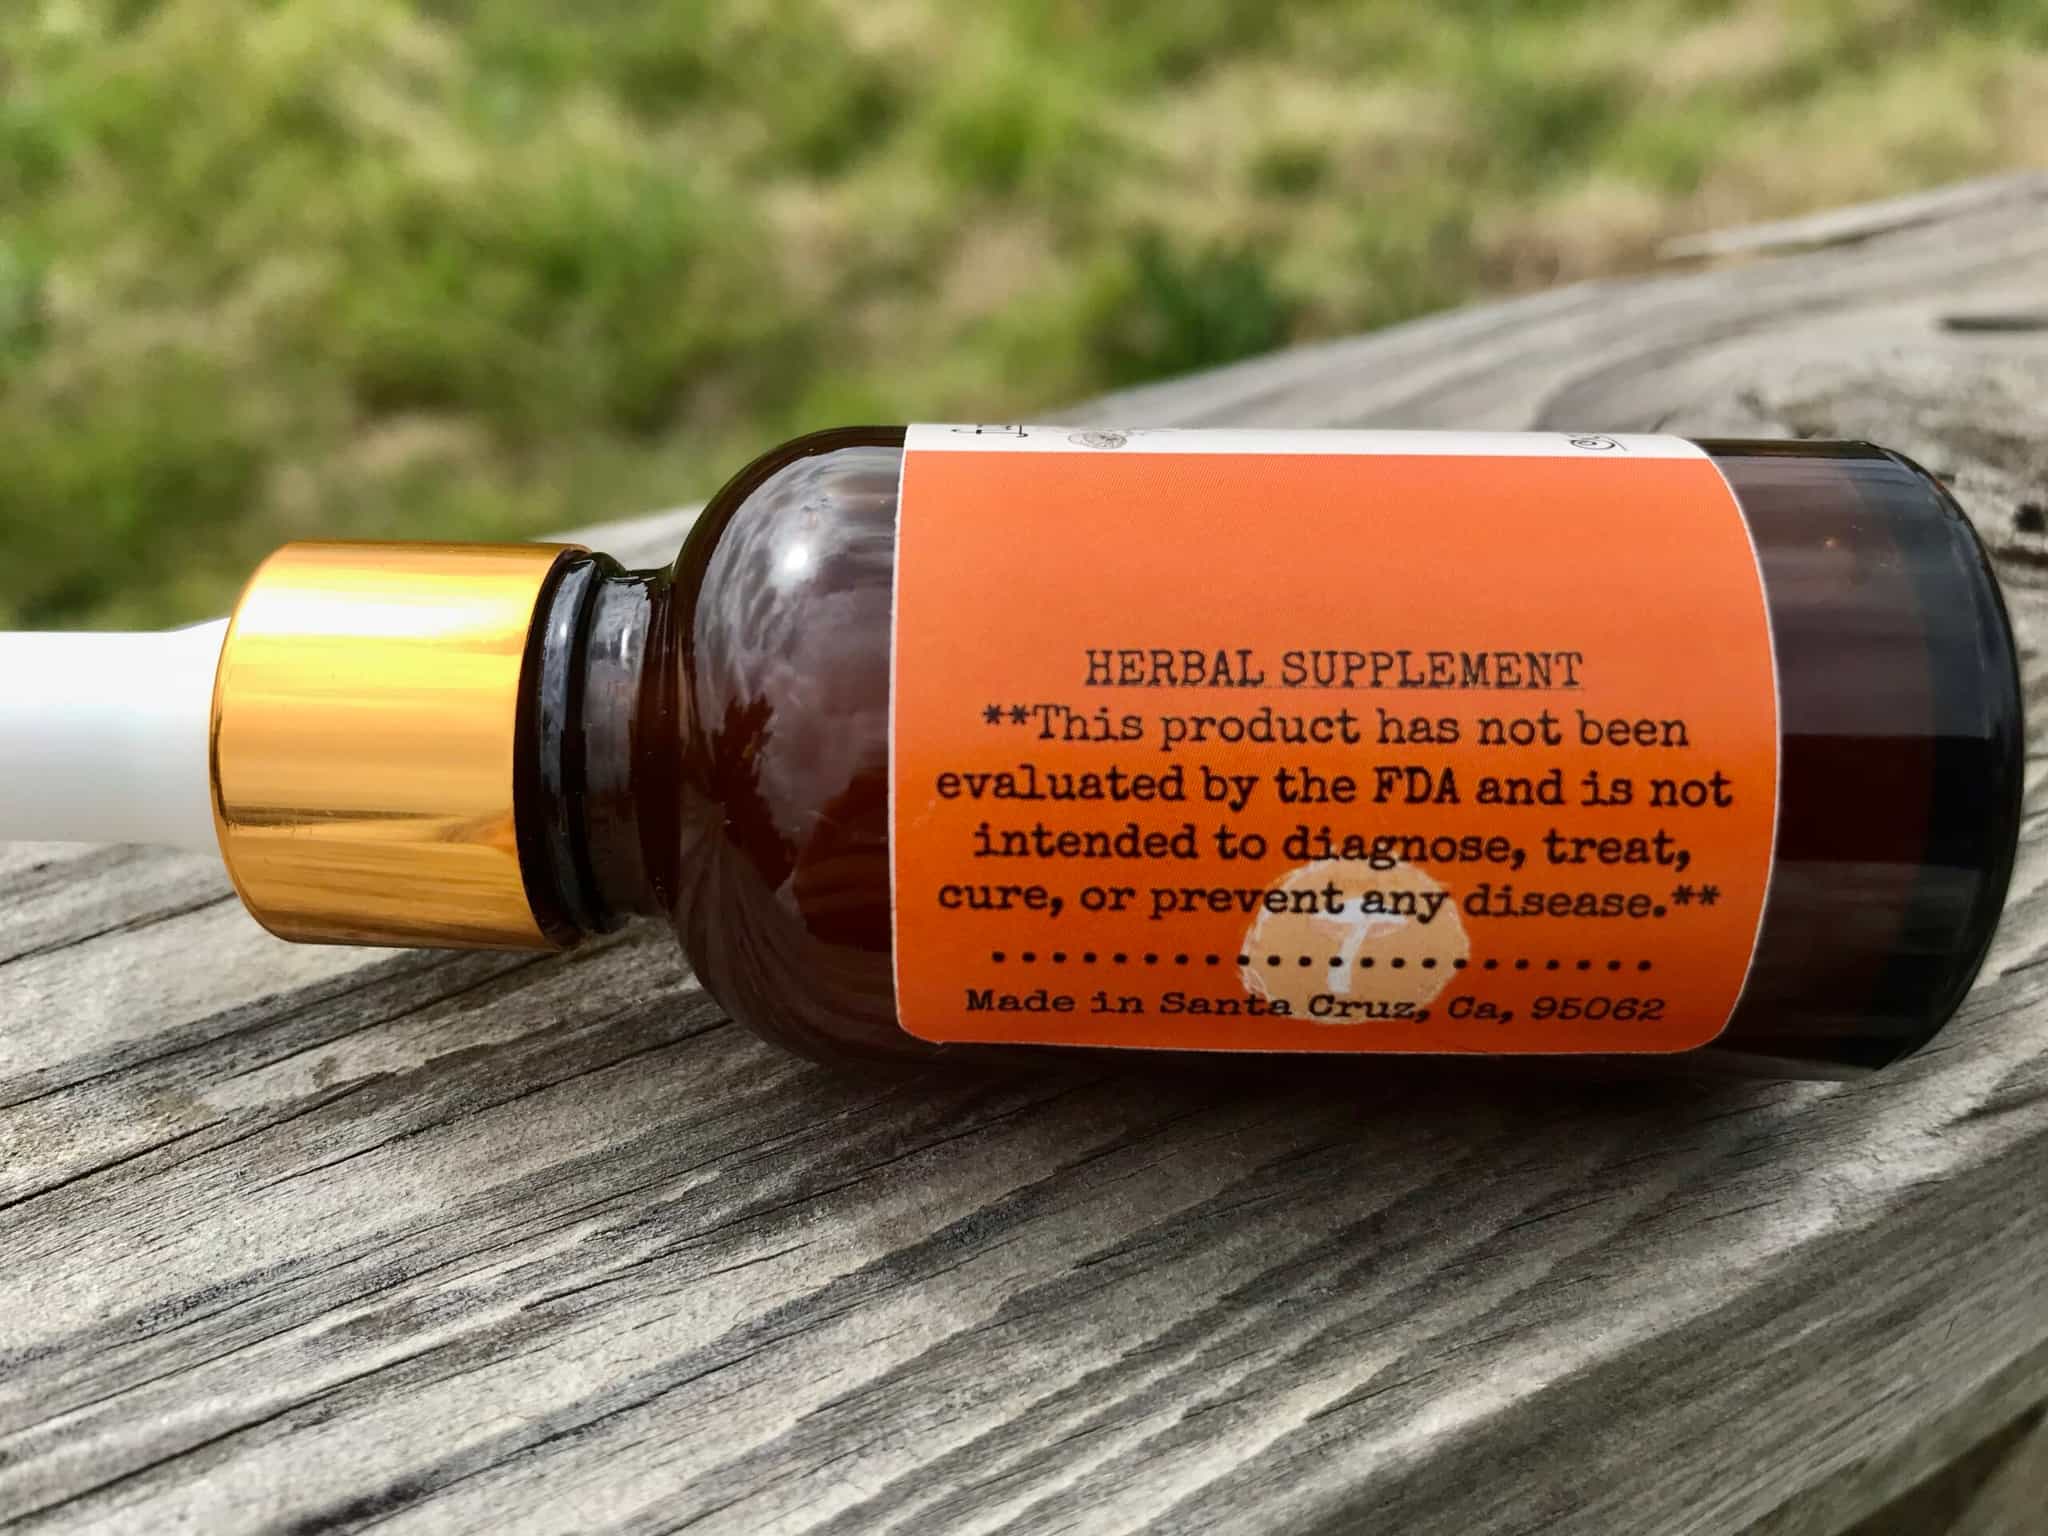 HERBAL SUPPLEMENT
**This product has not been
evaluated by the FDA and is not
intended to diagnose, treat,
cure, or prevent any disease.**
Made in Santa Cruz, Ca, 95062